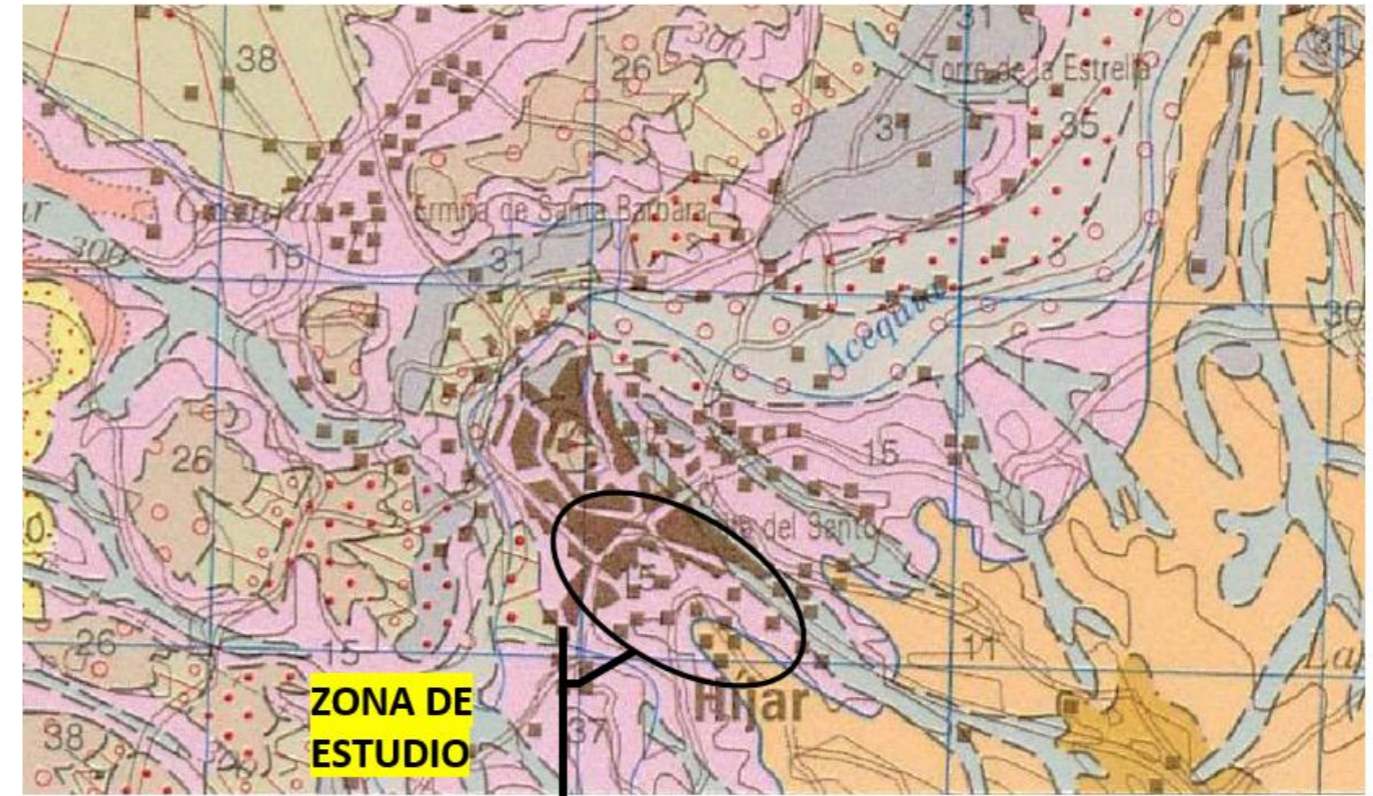 31
38
26
Torre de la Estrella
31
35
Ermita de Santa Barbara
300
15
31
30
Acequia
26
15
del Santo
15
11
26
15
Híjar
ZONA DE
ESTUDIO
37
38